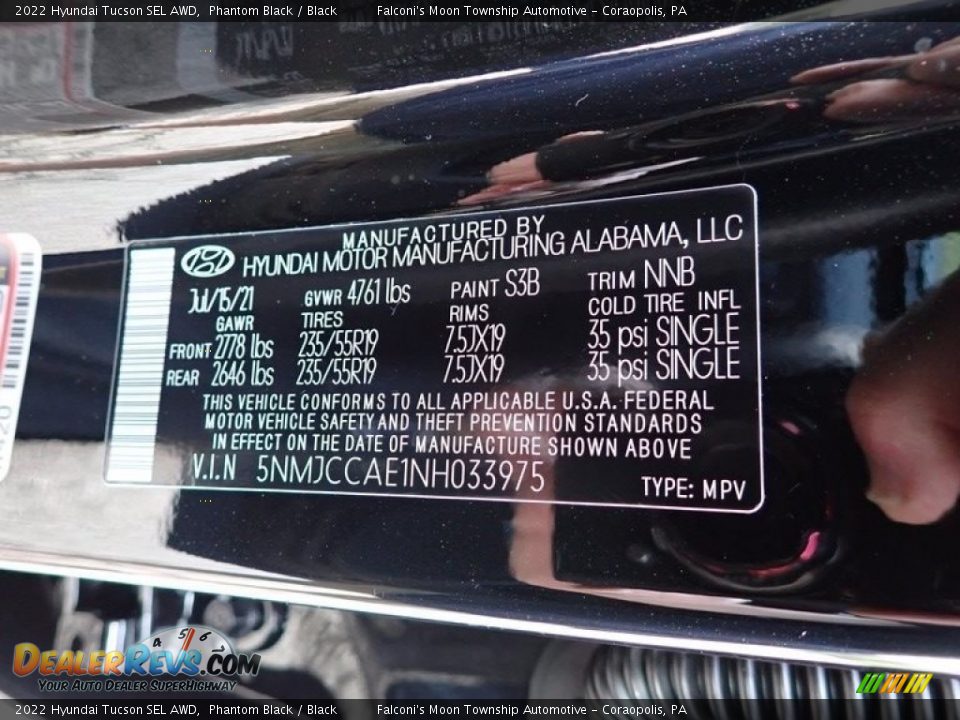 2022 Hyundai Tucson SEL AWD, Phantom Black / Black Falconi's Moon Township Automotive - Coraopolis, PA
MANUFACTURED BY
HYUNDAI MOTOR MANUFACTURING ALABAMA, LLC
Jul/15/21 GVWR 4761 lbs PAINT S3B TRIM NNB
GAWR TIRES RIMS COLD TIRE INFL
FRONT 2778 lbs 235/55R19 7.5JX19 35 psi SINGLE
REAR 2646 lbs 235/55R19 7.5JX19 35 psi SINGLE
THIS VEHICLE CONFORMS TO ALL APPLICABLE U.S.A. FEDERAL
MOTOR VEHICLE SAFETY AND THEFT PREVENTION STANDARDS
IN EFFECT ON THE DATE OF MANUFACTURE SHOWN ABOVE
V.I.N 5NMJCCAE1NH033975
TYPE: MPV
4 5 6
DEALERREVS.COM
YOUR AUTO DEALER SUPERHIGHWAY
2022 Hyundai Tucson SEL AWD, Phantom Black / Black Falconi's Moon Township Automotive - Coraopolis, PA